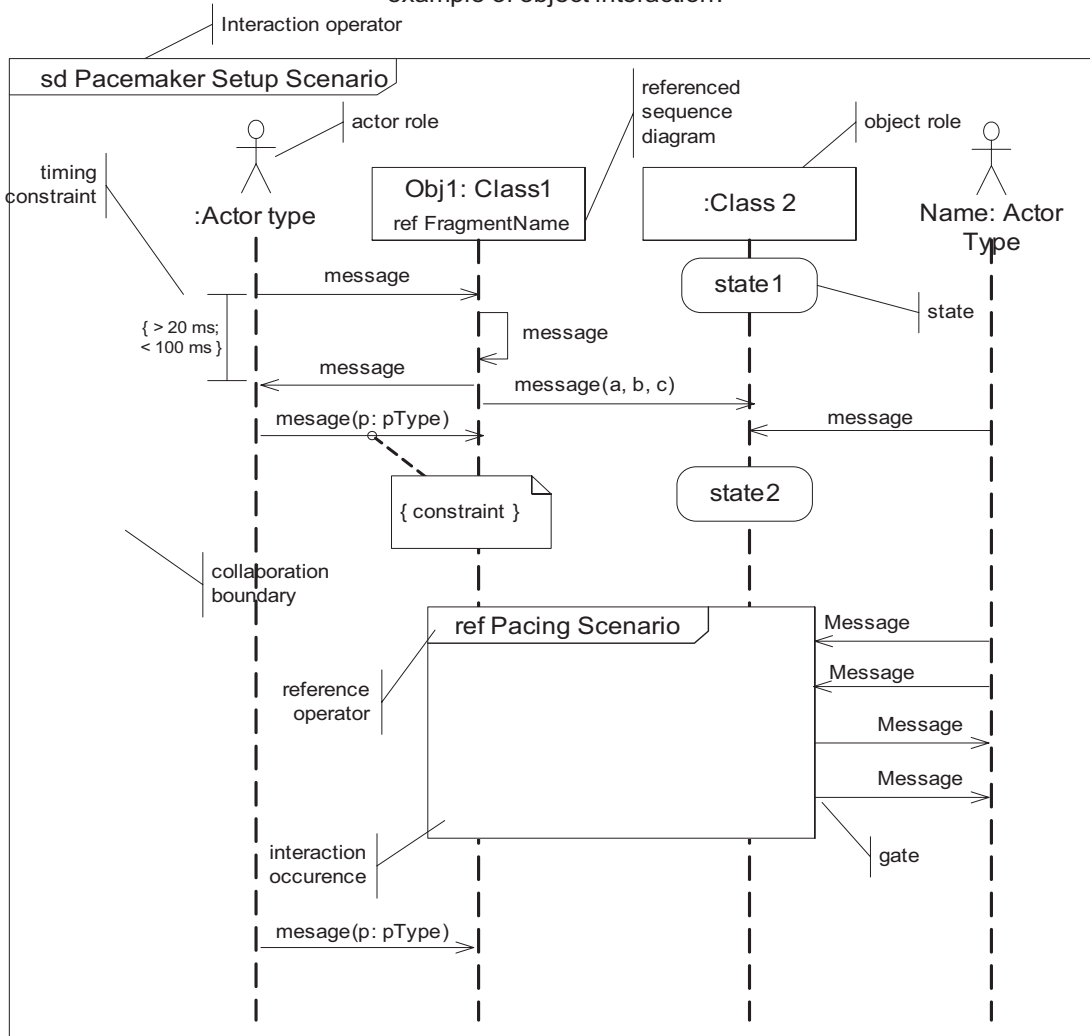 example of object interaction.
Interaction operator
sd Pacemaker Setup Scenario
referenced
sequence
diagram
actor role
object role
timing
constraint
Obj1: Class1
ref FragmentName
:Class 2
:Actor type
Name: Actor
Type
message
state1
state
{ > 20 ms;
< 100 ms }
message
message
message(a, b, c)
mesage(p: pType)
message
state2
{ constraint }
collaboration
boundary
ref Pacing Scenario
Message
Message
reference
operator
Message
Message
interaction
occurence
gate
mesage(p: pType)